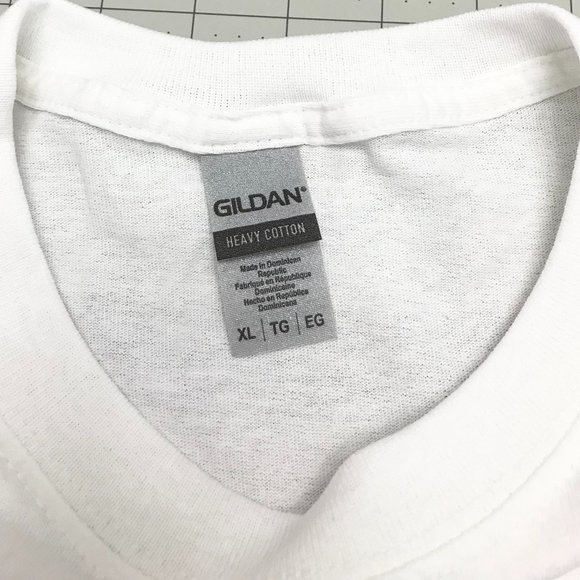 GILDAN®
HEAVY COTTON
Made in Dominican
Republic
Fabriqué en République
Dominicaine
Hecho en República
Dominicana
XL | TG | EG